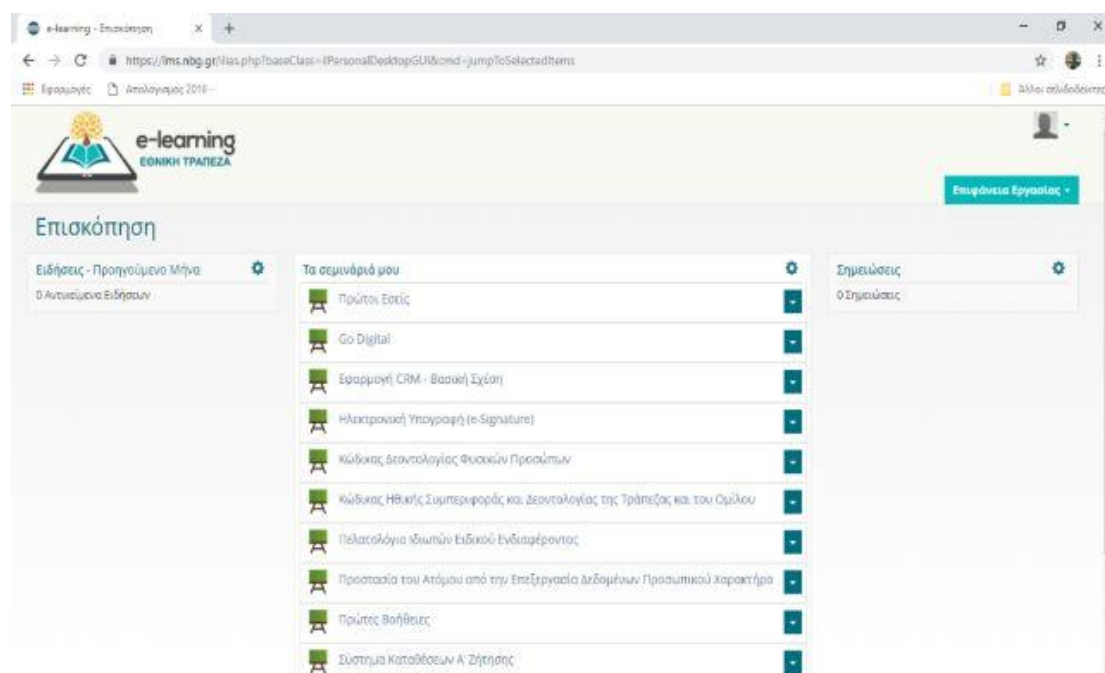 e-learning - Επισκόπηση
https://lms.nbg.gr/ilias.php?baseClass=ilPersonalDesktopGUI&cmd=jumpToSelectedItems
Εφαρμογές Απολογισμός 2018 - Άλλοι σελιδοδείκτες
e-learning
ΕΘΝΙΚΗ ΤΡΑΠΕΖΑ
Επιφάνεια Εργασίας
Επισκόπηση
Ειδήσεις - Προηγούμενο Μήνα
0 Αντικείμενα Ειδήσεων
Τα σεμινάριά μου
Πρώτοι Εσείς
Go Digital
Εφαρμογή CRM - Βασική Σχέση
Ηλεκτρονική Υπογραφή (e-Signature)
Κώδικας Δεοντολογίας Φυσικών Προσώπων
Κώδικας Ηθικής Συμπεριφοράς και Δεοντολογίας της Τράπεζας και του Ομίλου
Πελατολόγιο Ιδιωτών Ειδικού Ενδιαφέροντος
Προστασία του Ατόμου από την Επεξεργασία Δεδομένων Προσωπικού Χαρακτήρα
Πρώτες Βοήθειες
Σύστημα Καταθέσεων Α' Ζήτησης
Σημειώσεις
0 Σημειώσεις